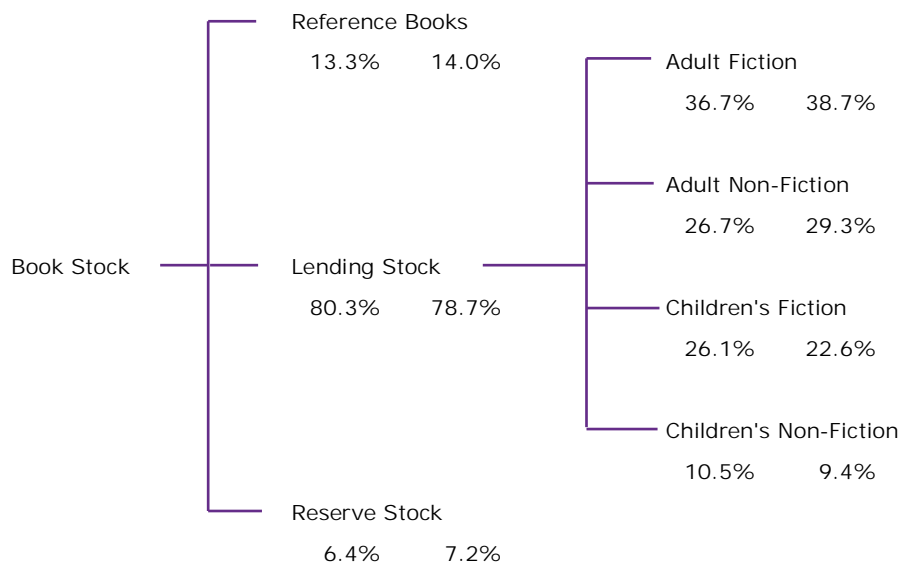 Reference Books
13.3% 14.0%
Adult Fiction
36.7% 38.7%
Adult Non-Fiction
26.7% 29.3%
Book Stock
Lending Stock
80.3% 78.7%
Children's Fiction
26.1% 22.6%
Children's Non-Fiction
10.5% 9.4%
Reserve Stock
6.4% 7.2%